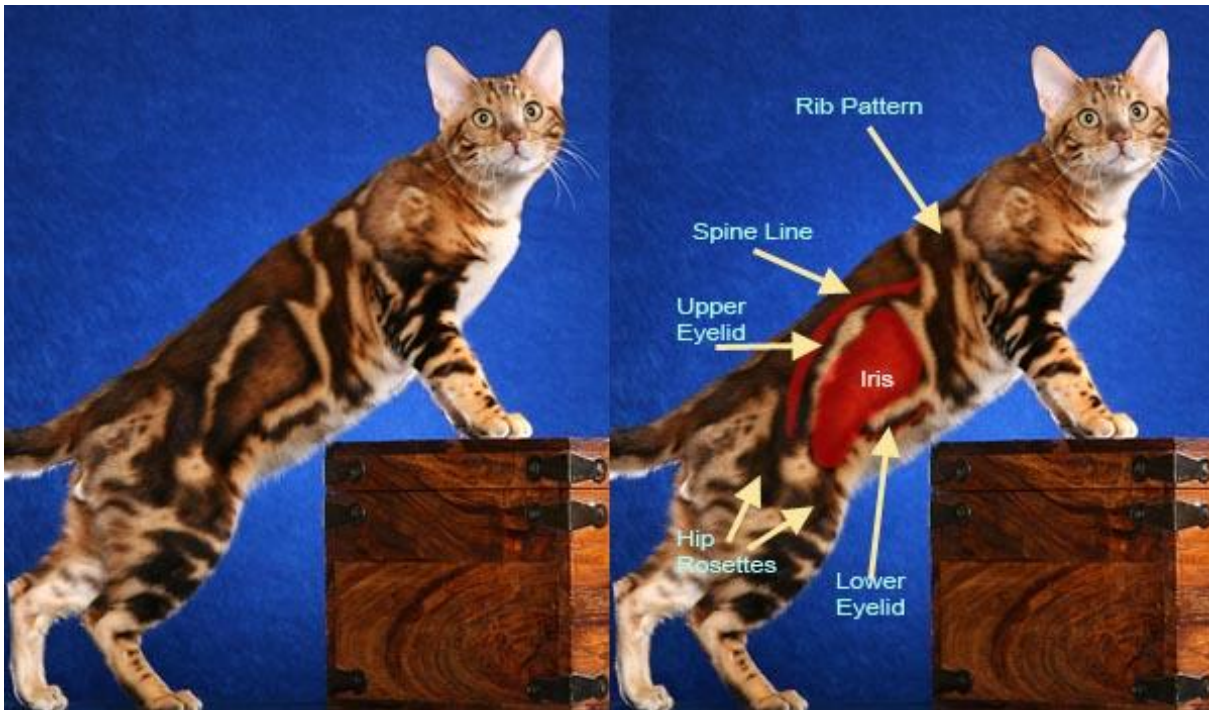 Rib Pattern
Spine Line
Upper
Eyelid
Iris
Hip
Rosettes
Lower
Eyelid